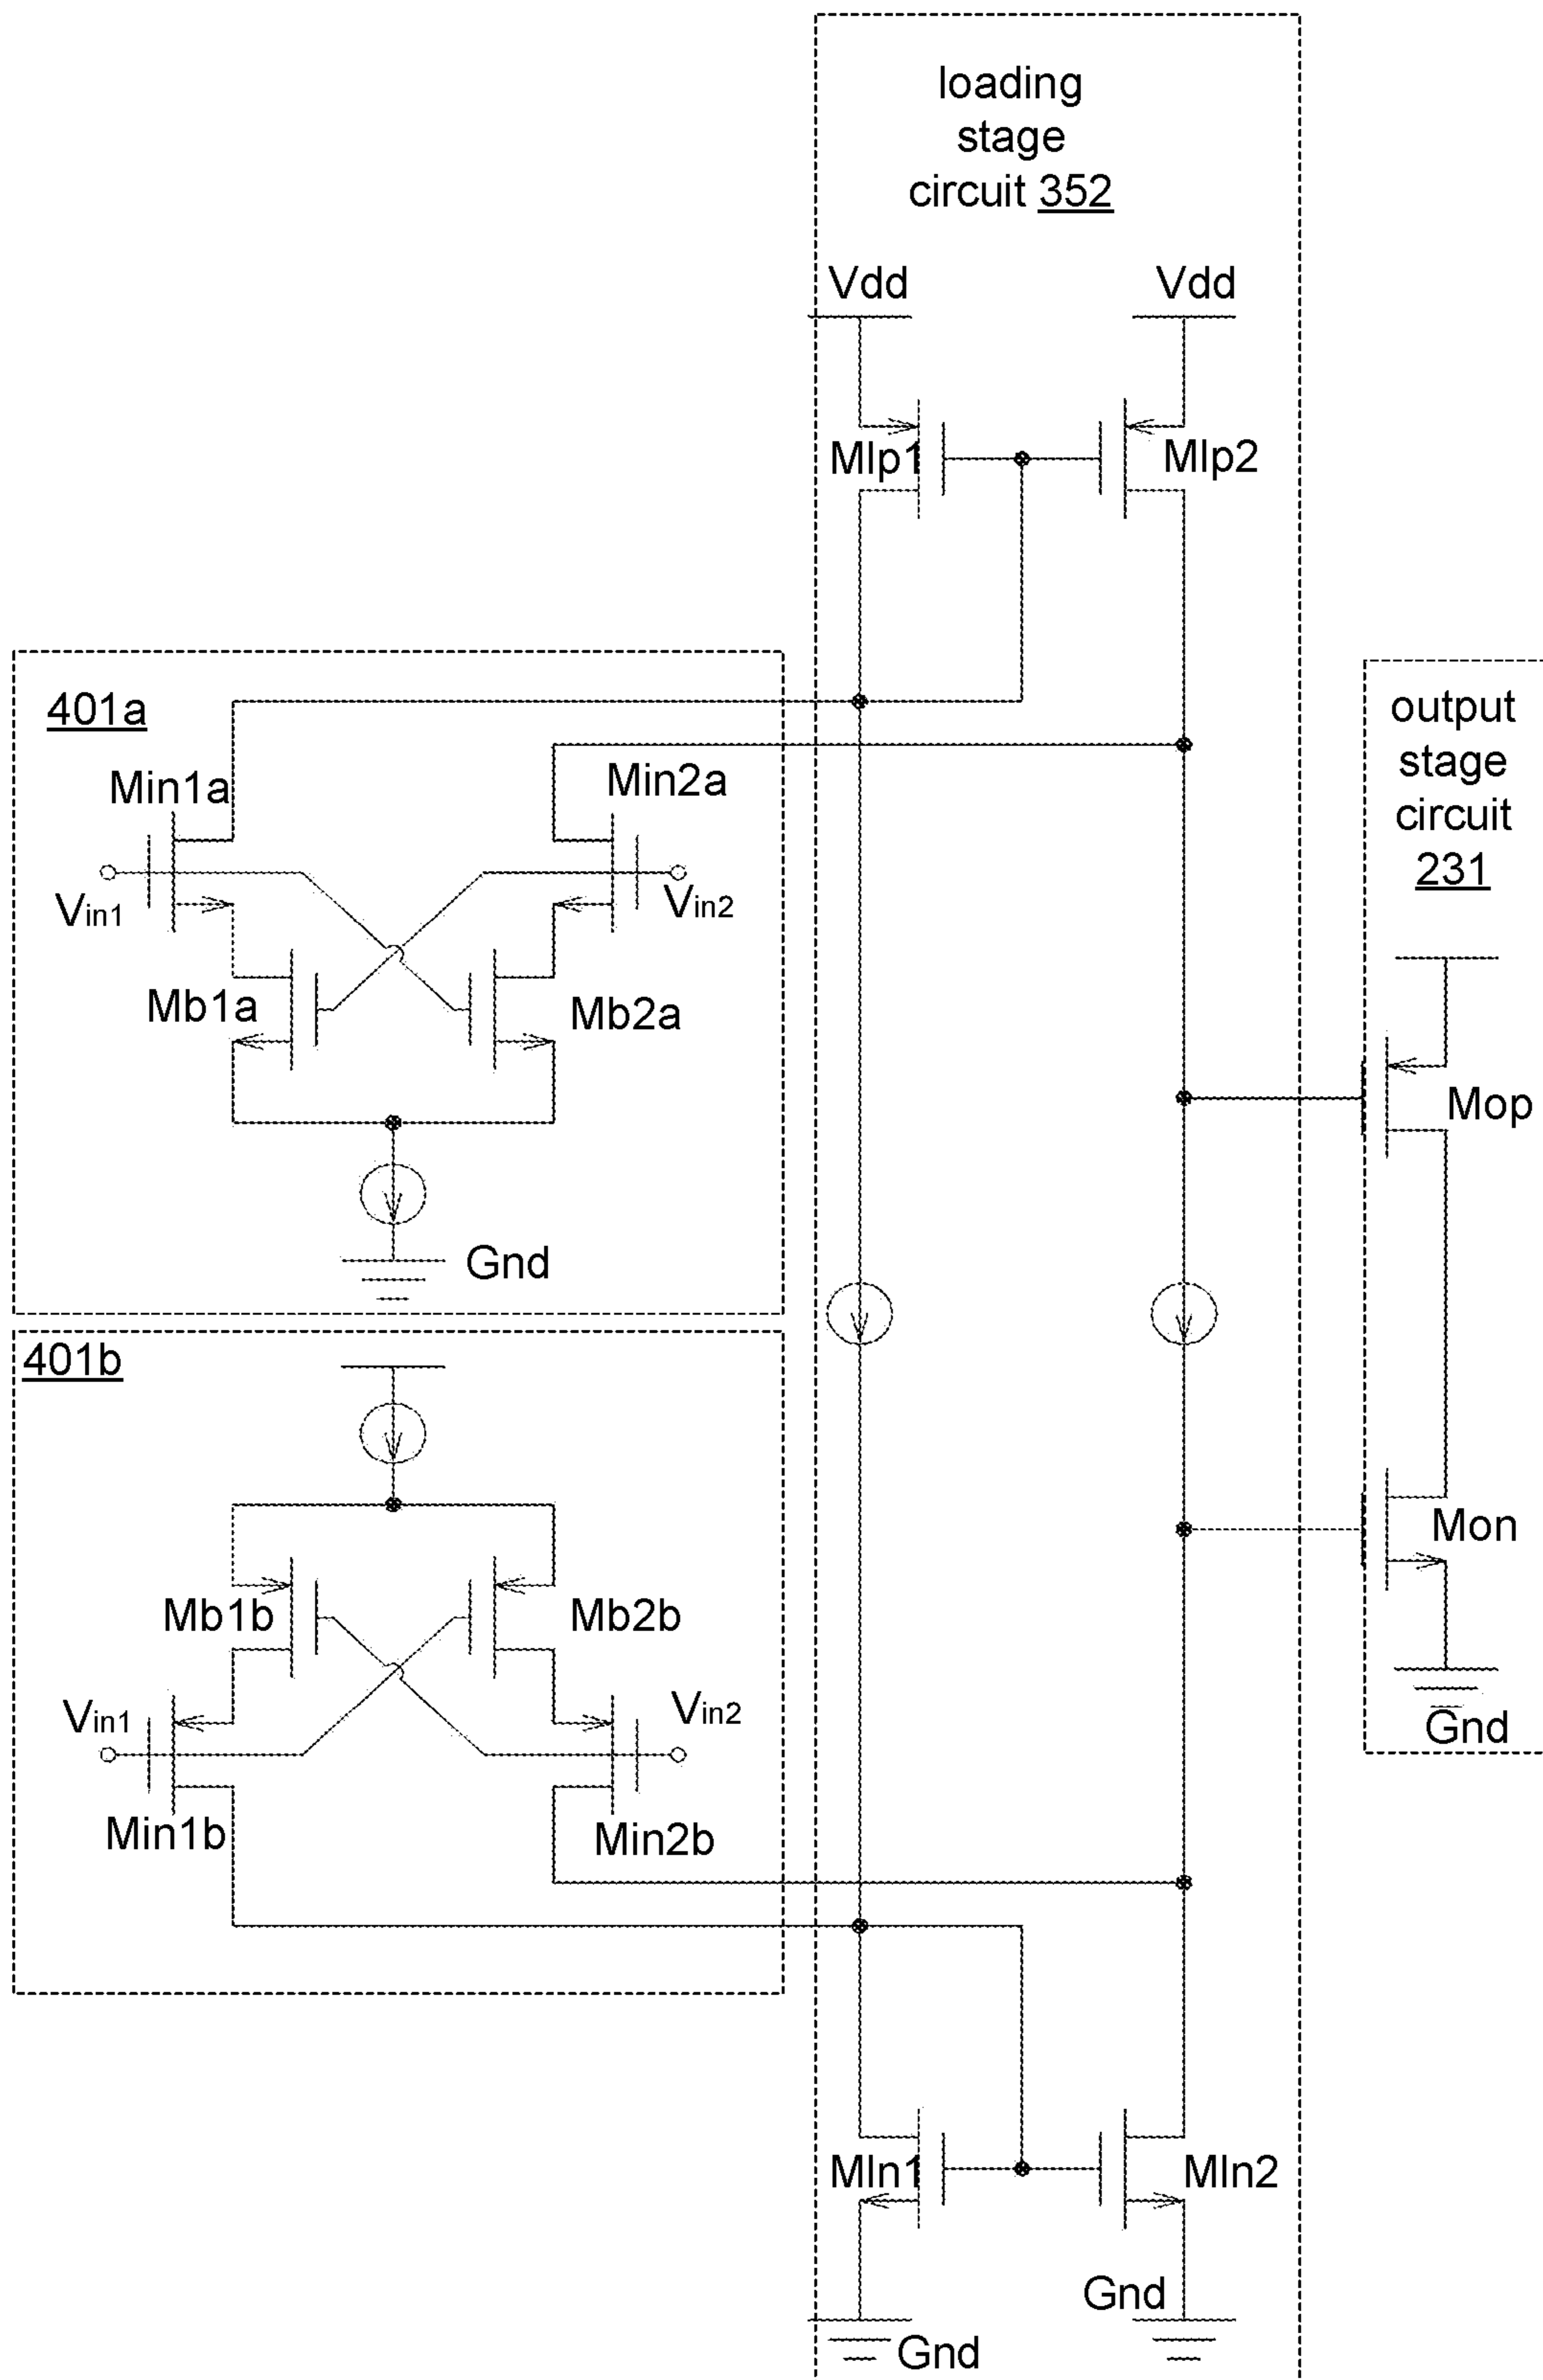 loading
stage
circuit 352
Vdd
Vdd
Mlp1
Mlp2
401a
Min1a
Min2a
Vin1
Vin2
Mb1a
Mb2a
Gnd
output
stage
circuit
231
Mop
Mon
Gnd
401b
Mb1b
Mb2b
Vin1
Vin2
Min1b
Min2b
Mln1
Mln2
Gnd
Gnd